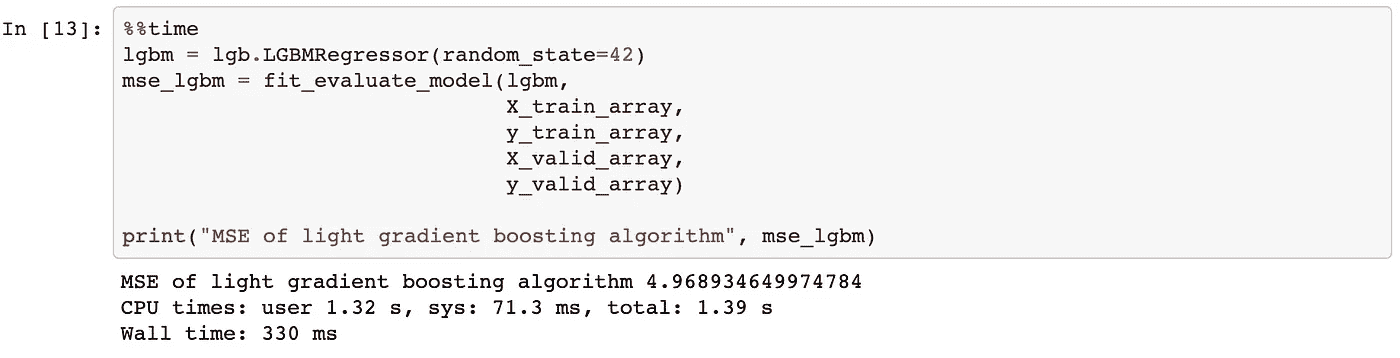 In [13]: %%time
lgbm = lgb.LGBMRegressor(random_state=42)
mse_lgbm = fit_evaluate_model(lgbm,
X_train_array,
y_train_array,
X_valid_array,
y_valid_array)
print("MSE of light gradient boosting algorithm", mse_lgbm)
MSE of light gradient boosting algorithm 4.968934649974784
CPU times: user 1.32 s, sys: 71.3 ms, total: 1.39 s
Wall time: 330 ms